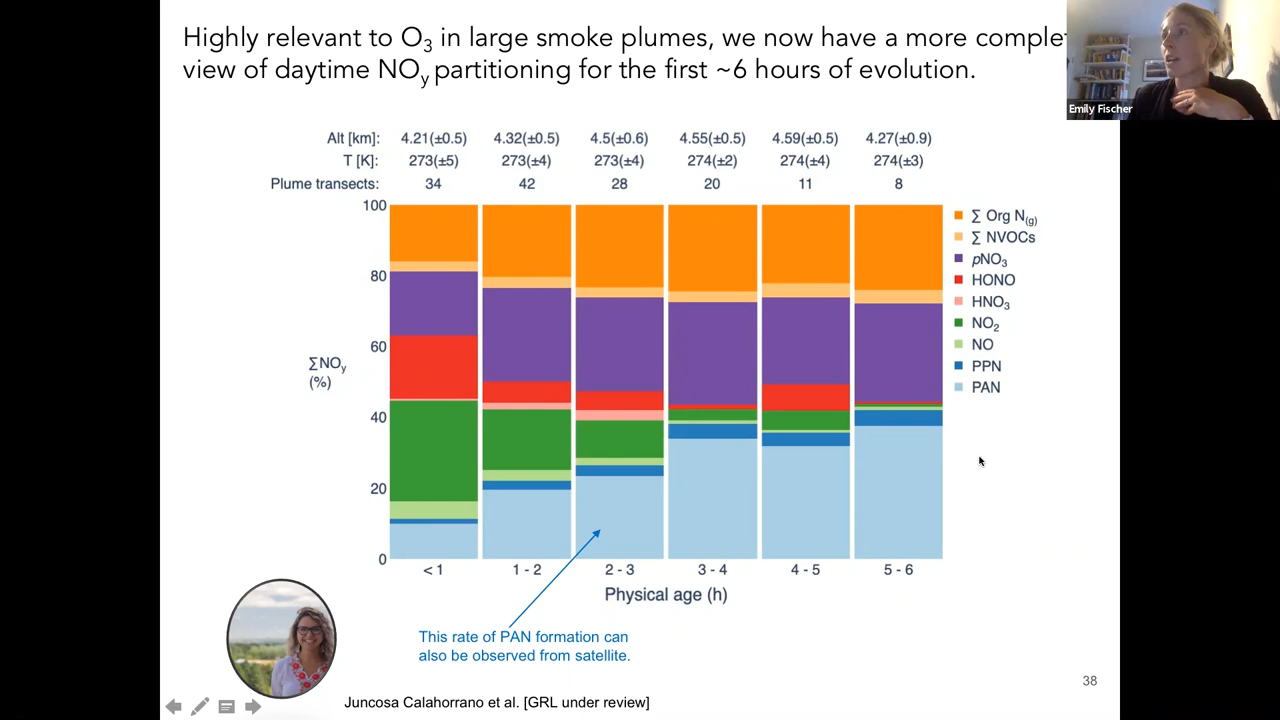 Highly relevant to O3 in large smoke plumes, we now have a more complet
view of daytime NOy partitioning for the first ~6 hours of evolution.
Emily Fischer
Alt [km]: 4.21(±0.5) 4.32(±0.5) 4.5(±0.6) 4.55(±0.5) 4.59(±0.5) 4.27(±0.9)
T [K]: 273(±5) 273(±4) 273(±4) 274(±2) 274(±4) 274(±3)
Plume transects: 34 42 28 20 11 8
100
80
60
40
20
0
∑NOy
(%)
∑ Org N(g)
∑ NVOCs
pNO3
HONO
HNO3
NO2
NO
PPN
PAN
< 1 1 - 2 2 - 3 3 - 4 4 - 5 5 - 6
Physical age (h)
This rate of PAN formation can
also be observed from satellite.
38
Juncosa Calahorrano et al. [GRL under review]